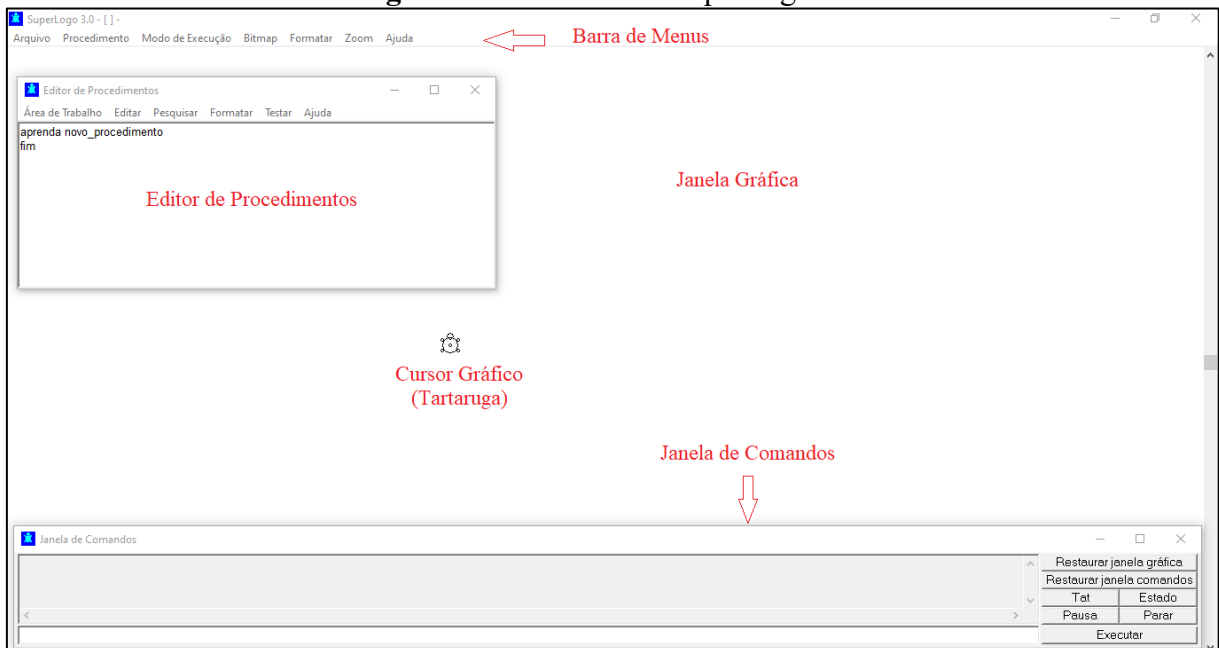 SuperLogo 3.0 - [ ] -
Arquivo Procedimento Modo de Execução Bitmap Formatar Zoom Ajuda
Barra de Menus
Editor de Procedimentos
Área de Trabalho Editar Pesquisar Formatar Testar Ajuda
aprenda novo_procedimento
fim
Editor de Procedimentos
Janela Gráfica
Cursor Gráfico
(Tartaruga)
Janela de Comandos
Janela de Comandos
Restaurar janela gráfica
Restaurar janela comandos
Tat Estado
Pausa Parar
Executar